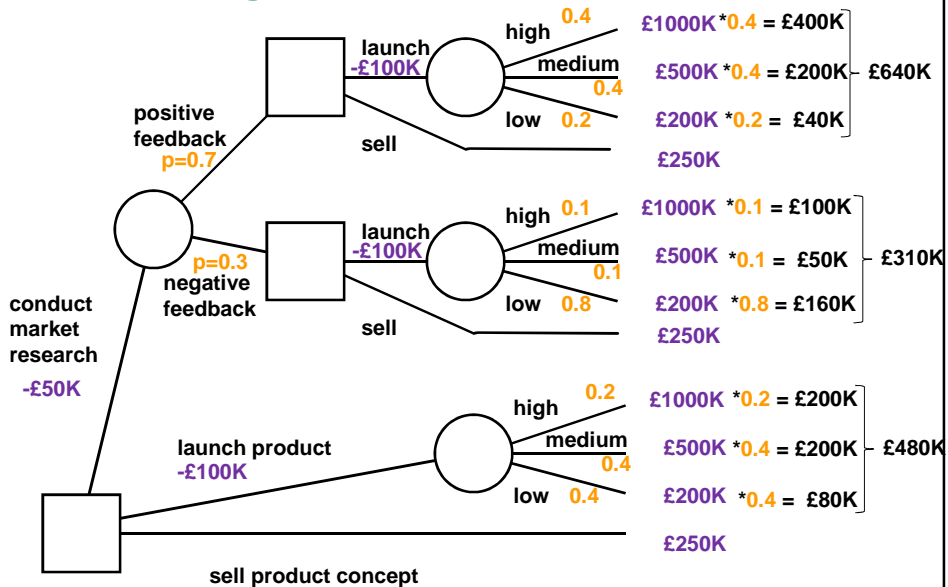 0.4
high
£1000K *0.4 = £400K
launch
-£100K
medium
£500K *0.4 = £200K
£640K
0.4
positive
feedback
p=0.7
low 0.2
£200K *0.2 = £40K
sell
£250K
high 0.1
£1000K *0.1 = £100K
launch
-£100K
medium
£500K *0.1 = £50K
£310K
0.1
p=0.3
negative
feedback
low 0.8
£200K *0.8 = £160K
sell
£250K
conduct
market
research
-£50K
0.2
high
£1000K *0.2 = £200K
launch product
-£100K
medium
£500K *0.4 = £200K
£480K
0.4
low 0.4
£200K *0.4 = £80K
£250K
sell product concept